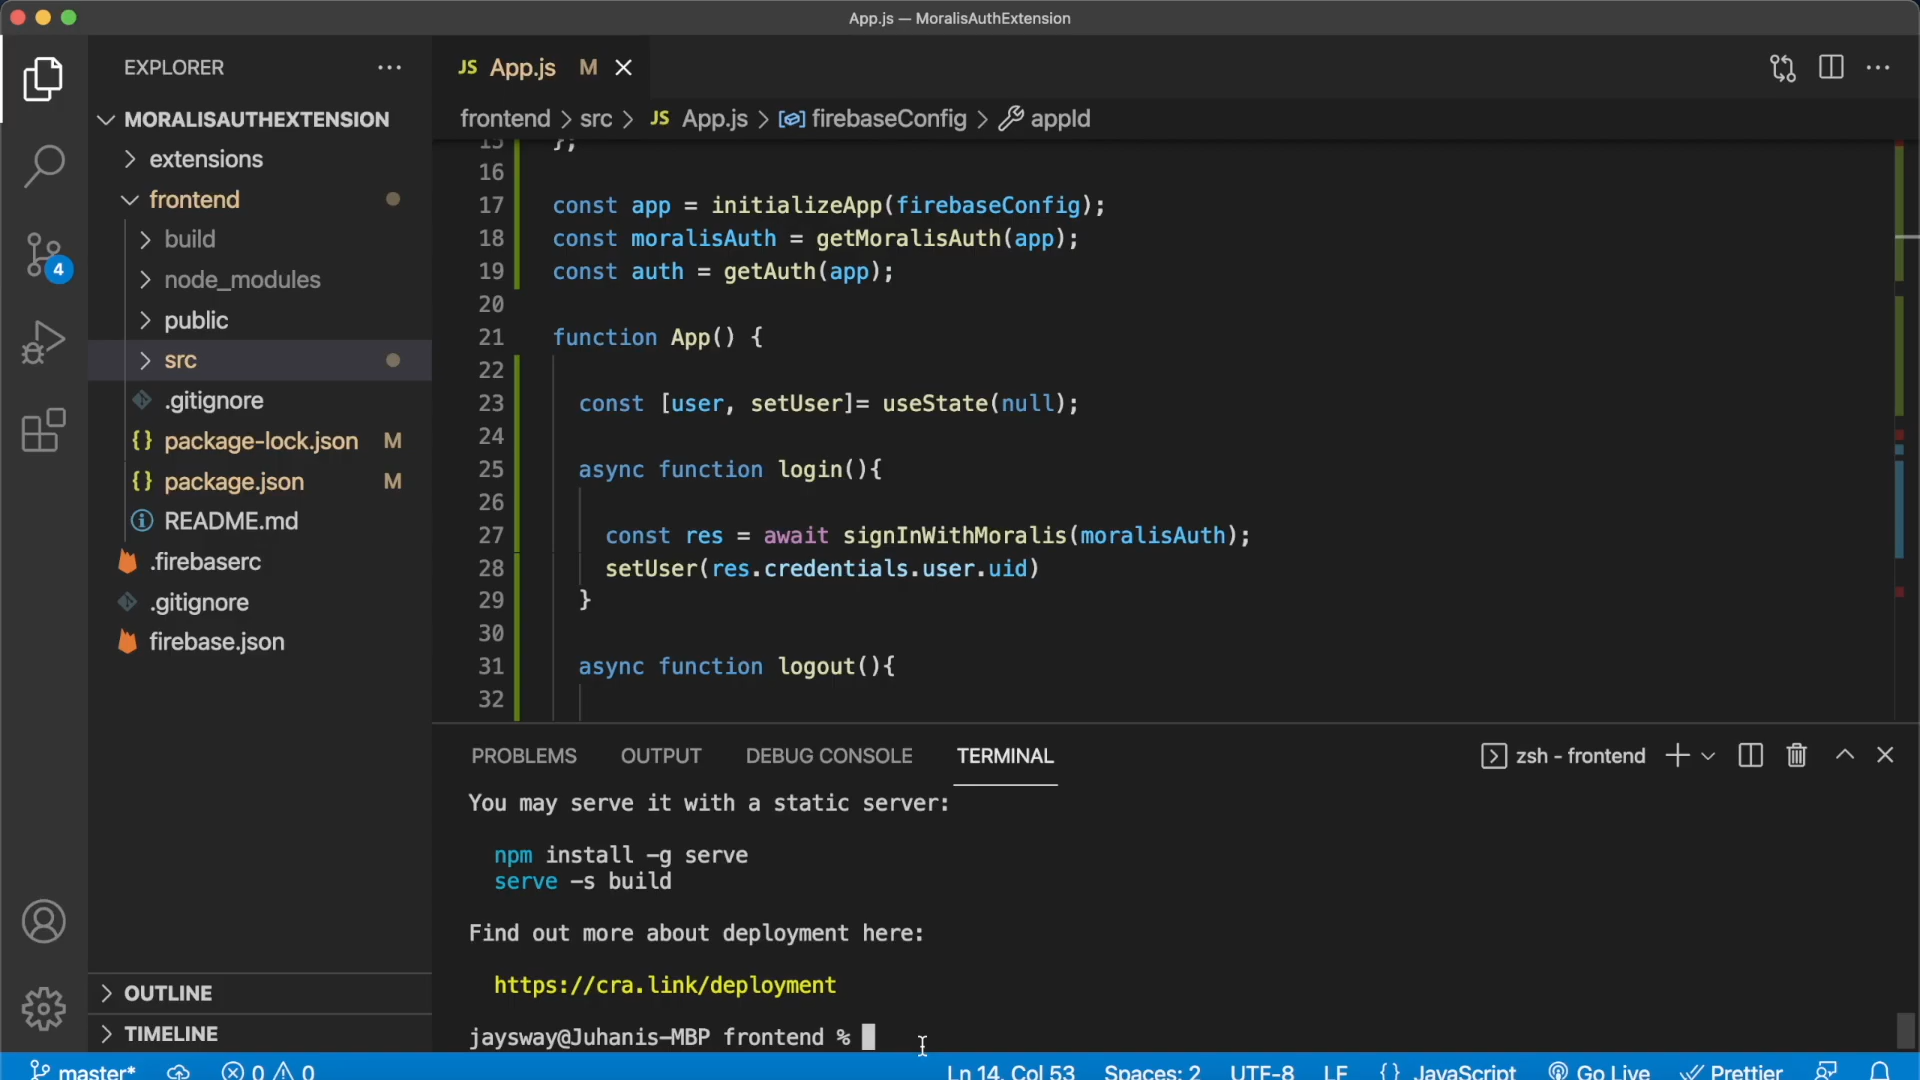 App.js — MoralisAuthExtension
EXPLORER
MORALISAUTHEXTENSION
extensions
frontend
build
node_modules
public
src
.gitignore
package-lock.json M
package.json M
README.md
.firebaserc
.gitignore
firebase.json
OUTLINE
TIMELINE
4
JS App.js M
frontend > src > JS App.js > firebaseConfig > appId
15 };
16
17 const app = initializeApp(firebaseConfig);
18 const moralisAuth = getMoralisAuth(app);
19 const auth = getAuth(app);
20
21 function App() {
22
23 const [user, setUser]= useState(null);
24
25 async function login(){
26
27 const res = await signInWithMoralis(moralisAuth);
28 setUser(res.credentials.user.uid)
29 }
30
31 async function logout(){
32
PROBLEMS OUTPUT DEBUG CONSOLE TERMINAL zsh - frontend
You may serve it with a static server:
npm install -g serve
serve -s build
Find out more about deployment here:
https://cra.link/deployment
jaysway@Juhanis-MBP frontend %
master* 0 0 Ln 14, Col 53 Spaces: 2 UTF-8 LF {} JavaScript Go Live Prettier